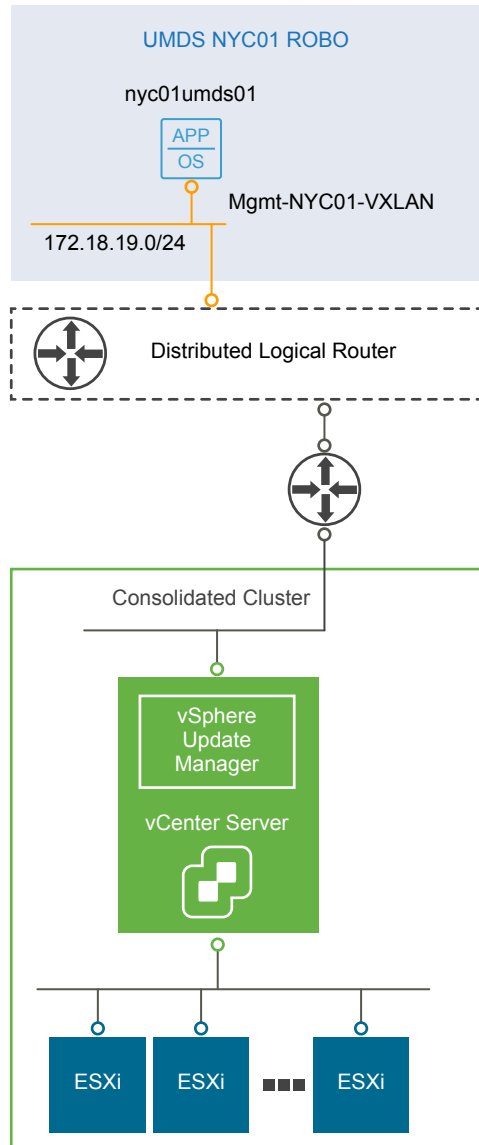 UMDS NYC01 ROBO
nyc01umds01
APP
OS
Mgmt-NYC01-VXLAN
172.18.19.0/24
Distributed Logical Router
Consolidated Cluster
vSphere
Update
Manager
vCenter Server
ESXi
ESXi
ESXi